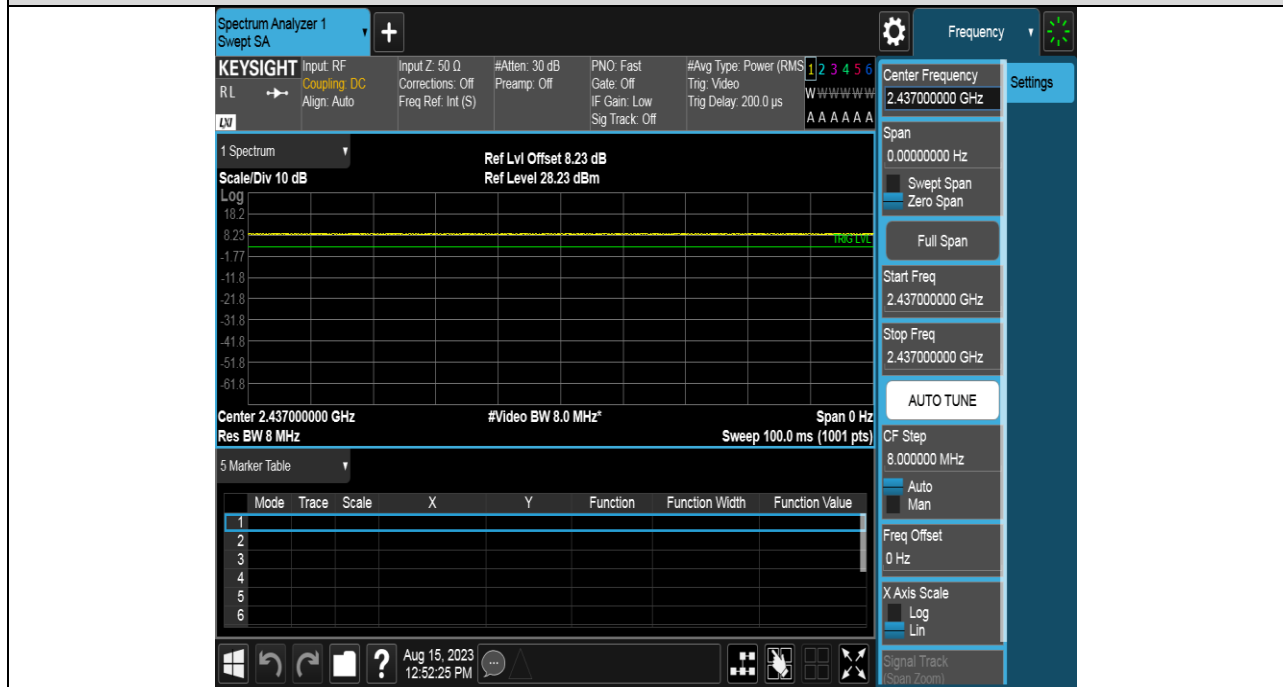 Spectrum Analyzer 1
Swept SA
+
Frequency
KEYSIGHT
RL
LXI
Input: RF
Coupling: DC
Align: Auto
Input Z: 50 Ω
Corrections: Off
Freq Ref: Int (S)
#Atten: 30 dB
Preamp: Off
PNO: Fast
Gate: Off
IF Gain: Low
Sig Track: Off
#Avg Type: Power (RMS
Trig: Video
Trig Delay: 200.0 µs
1 2 3 4 5 6
W W W W W W
A A A A A A
1 Spectrum
Scale/Div 10 dB
Ref Lvl Offset 8.23 dB
Ref Level 28.23 dBm
Log
18.2
8.23
TRIG LVL
-1.77
-11.8
-21.8
-31.8
-41.8
-51.8
-61.8
Center 2.437000000 GHz
#Video BW 8.0 MHz*
Span 0 Hz
Res BW 8 MHz
Sweep 100.0 ms (1001 pts)
5 Marker Table
Mode Trace Scale X Y Function Function Width Function Value
1
2
3
4
5
6
Aug 15, 2023
12:52:25 PM
Center Frequency
2.437000000 GHz
Span
0.00000000 Hz
Swept Span
Zero Span
Full Span
Start Freq
2.437000000 GHz
Stop Freq
2.437000000 GHz
AUTO TUNE
CF Step
8.000000 MHz
Auto
Man
Freq Offset
0 Hz
X Axis Scale
Log
Lin
Signal Track
(Span Zoom)
Settings